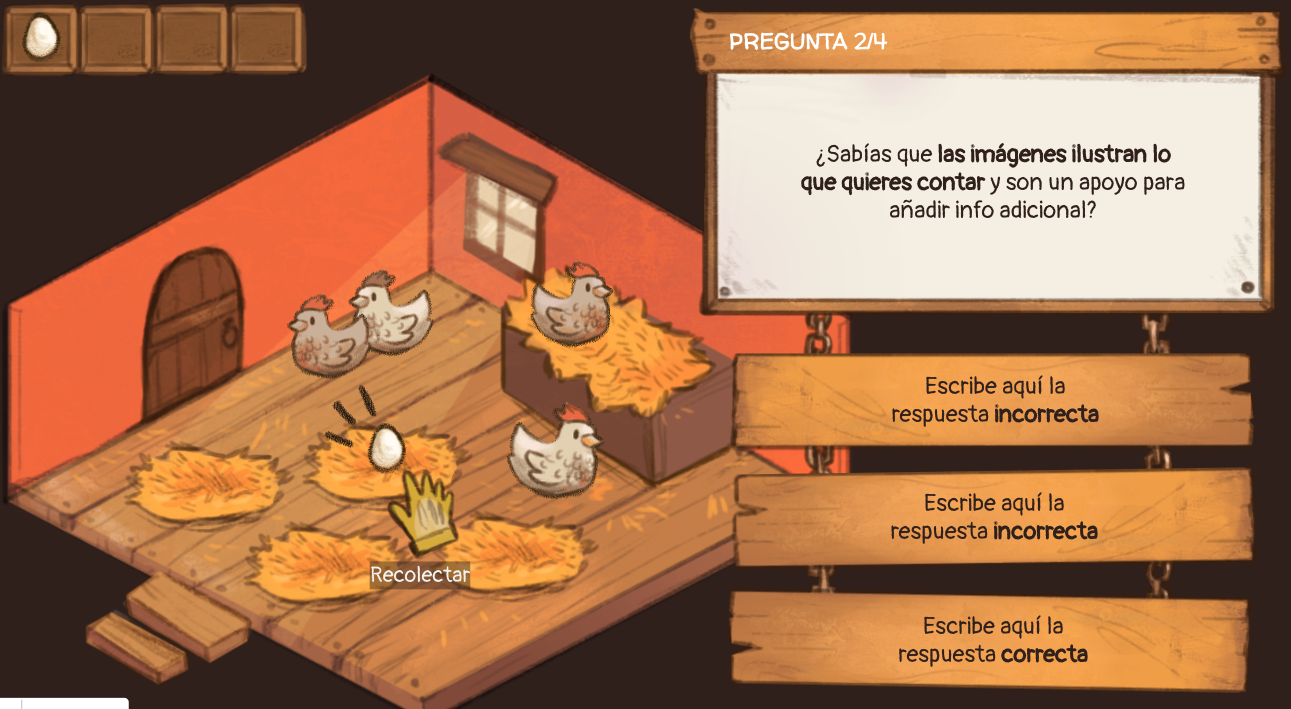 PREGUNTA 2/4
¿Sabías que las imágenes ilustran lo
que quieres contar y son un apoyo para
añadir info adicional?
Escribe aquí la
respuesta incorrecta
Escribe aquí la
respuesta incorrecta
Escribe aquí la
respuesta correcta
Recolectar